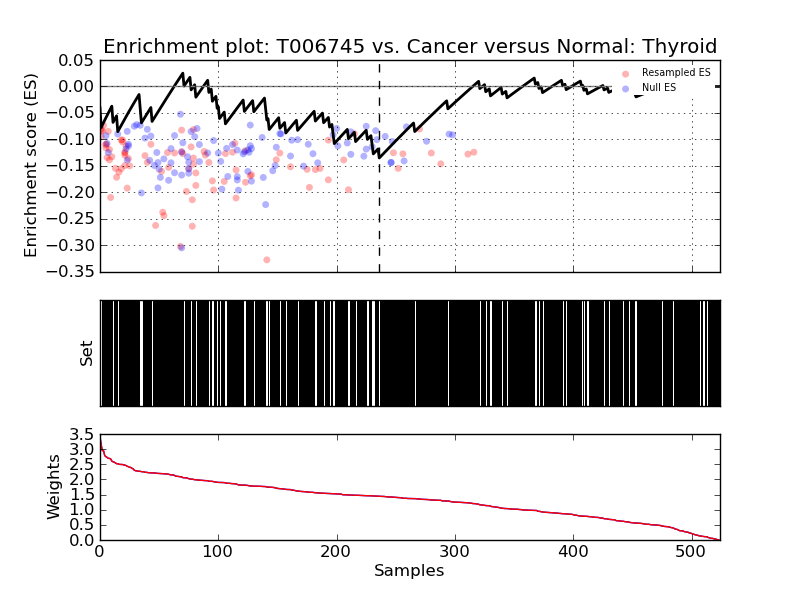 Enrichment plot: T006745 vs. Cancer versus Normal: Thyroid
0.05
0.00
−0.05
−0.10
−0.15
−0.20
−0.25
−0.30
−0.35
Enrichment score (ES)
Resampled ES
Null ES
Set
3.5
3.0
2.5
2.0
1.5
1.0
0.5
0.0
Weights
0 100 200 300 400 500
Samples